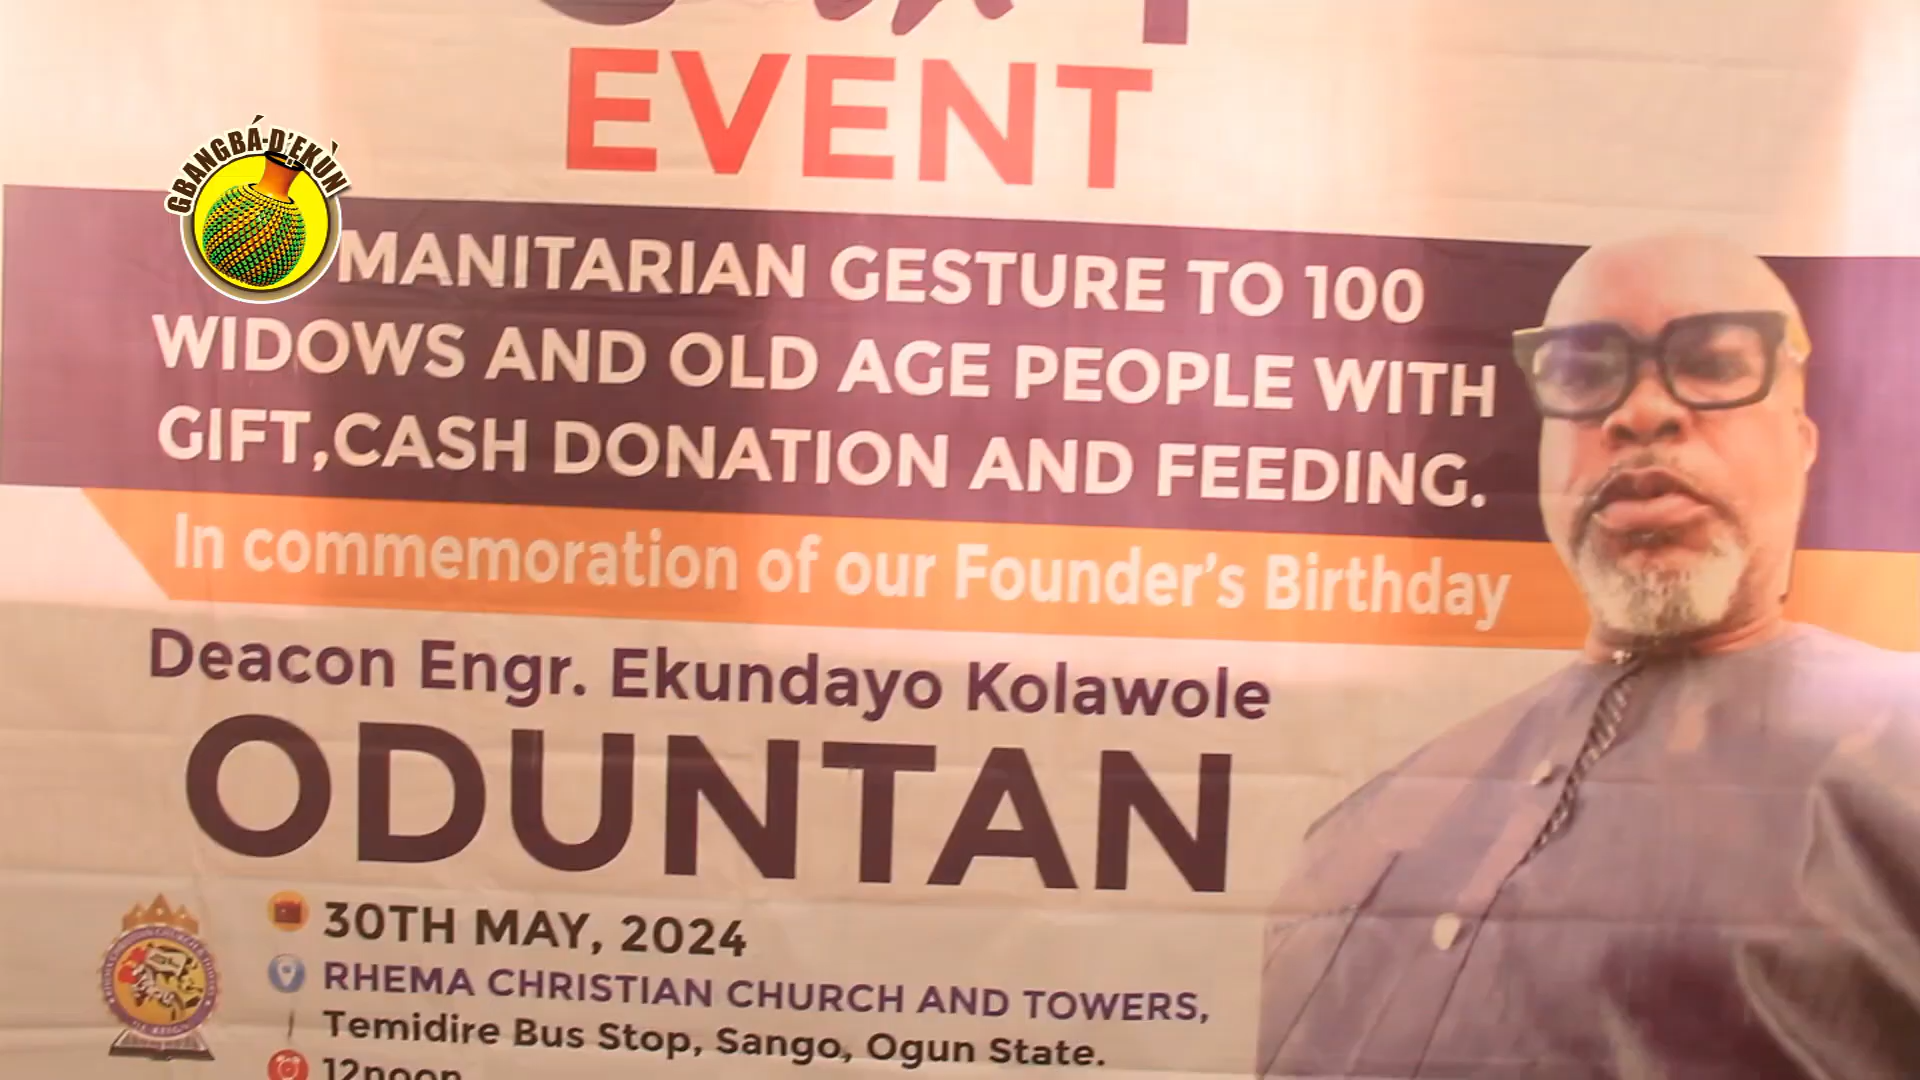 EVENT
GBANGBÁ-D'ẸKÙN
MANITARIAN GESTURE TO 100
WIDOWS AND OLD AGE PEOPLE WITH
GIFT,CASH DONATION AND FEEDING.
In commemoration of our Founder's Birthday
Deacon Engr. Ekundayo Kolawole
ODUNTAN
30TH MAY, 2024
RHEMA CHRISTIAN CHURCH AND TOWERS,
Temidire Bus Stop, Sango, Ogun State.
12noon